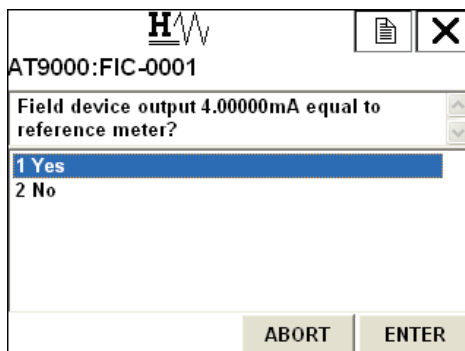 H
AT9000:FIC-0001
Field device output 4.00000mA equal to
reference meter?
1 Yes
2 No
ABORT ENTER